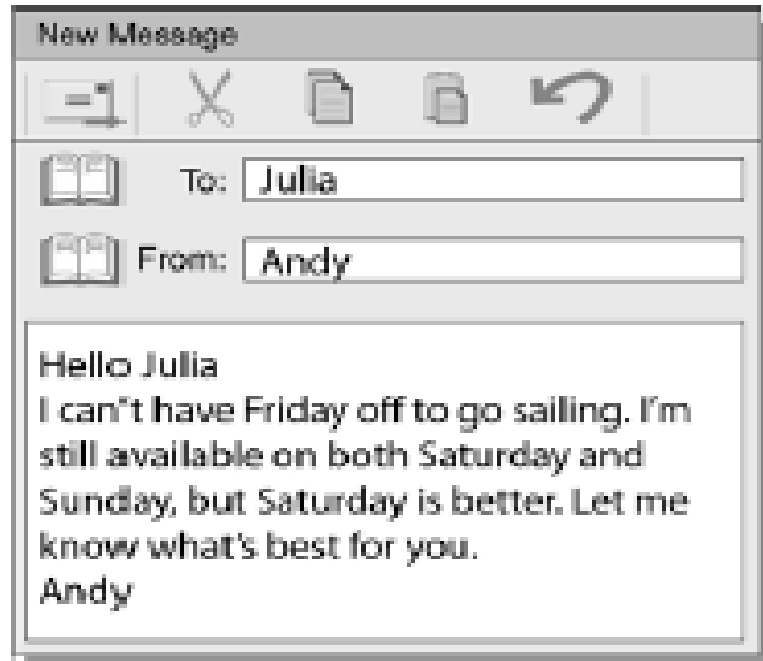 New Message
To: Julia
From: Andy
Hello Julia
I can't have Friday off to go sailing. I'm
still available on both Saturday and
Sunday, but Saturday is better. Let me
know what's best for you.
Andy